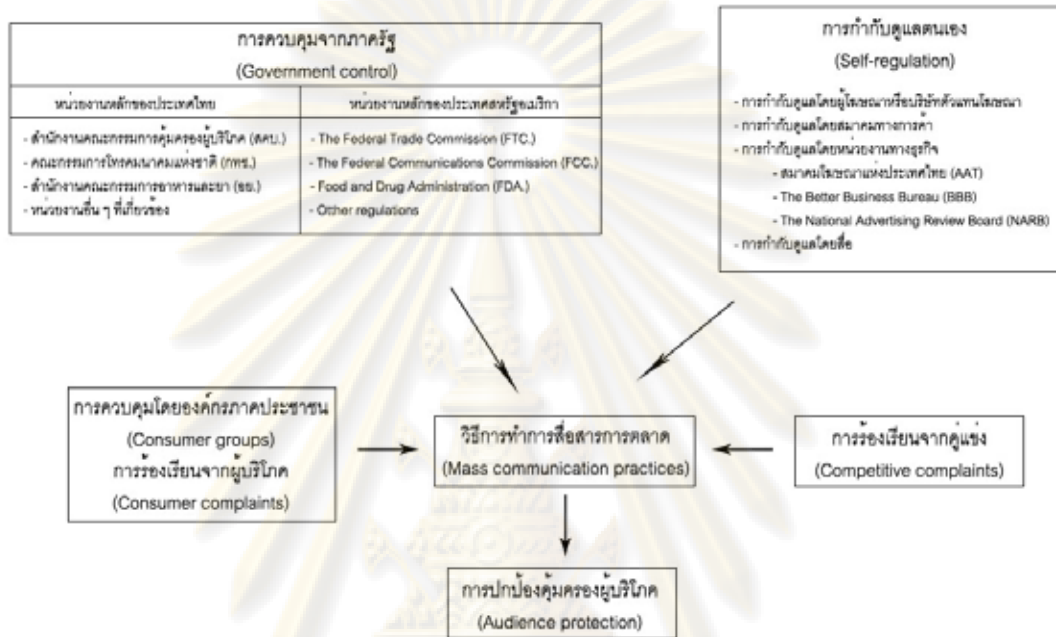 การควบคุมจากภาครัฐ
(Government control)
หน่วยงานหลักของประเทศไทย
- สำนักงานคณะกรรมการคุ้มครองผู้บริโภค (สคบ.)
- คณะกรรมการโทรคมนาคมแห่งชาติ (กทช.)
- สำนักงานคณะกรรมการอาหารและยา (อย.)
- หน่วยงานอื่น ๆ ที่เกี่ยวข้อง
หน่วยงานหลักของประเทศสหรัฐอเมริกา
- The Federal Trade Commission (FTC.)
- The Federal Communications Commission (FCC.)
- Food and Drug Administration (FDA.)
- Otther regulations
การกำกับดูแลตนเอง
(Self-regulation)
- การกำกับดูแลโดยผู้โฆษณาหรือบริษัทตัวแทนโฆษณา
- การกำกับดูแลโดยสมาคมทางการค้า
- การกำกับดูแลโดยหน่วยงานทางธุรกิจ
- สมาคมโฆษณาแห่งประเทศไทย (AAT)
- The Better Business Bureau (BBB)
- The National Advertising Review Board (NARB)
- การกำกับดูแลโดยสื่อ
การควบคุมโดยองค์กรภาคประชาชน
(Consumer groups)
การร้องเรียนจากผู้บริโภค
(Consumer complaints)
วิธีการทำการสื่อสารการตลาด
(Mass communication practices)
การร้องเรียนจากคู่แข่ง
(Competitive complaints)
การปกป้องคุ้มครองผู้บริโภค
(Audience protection)